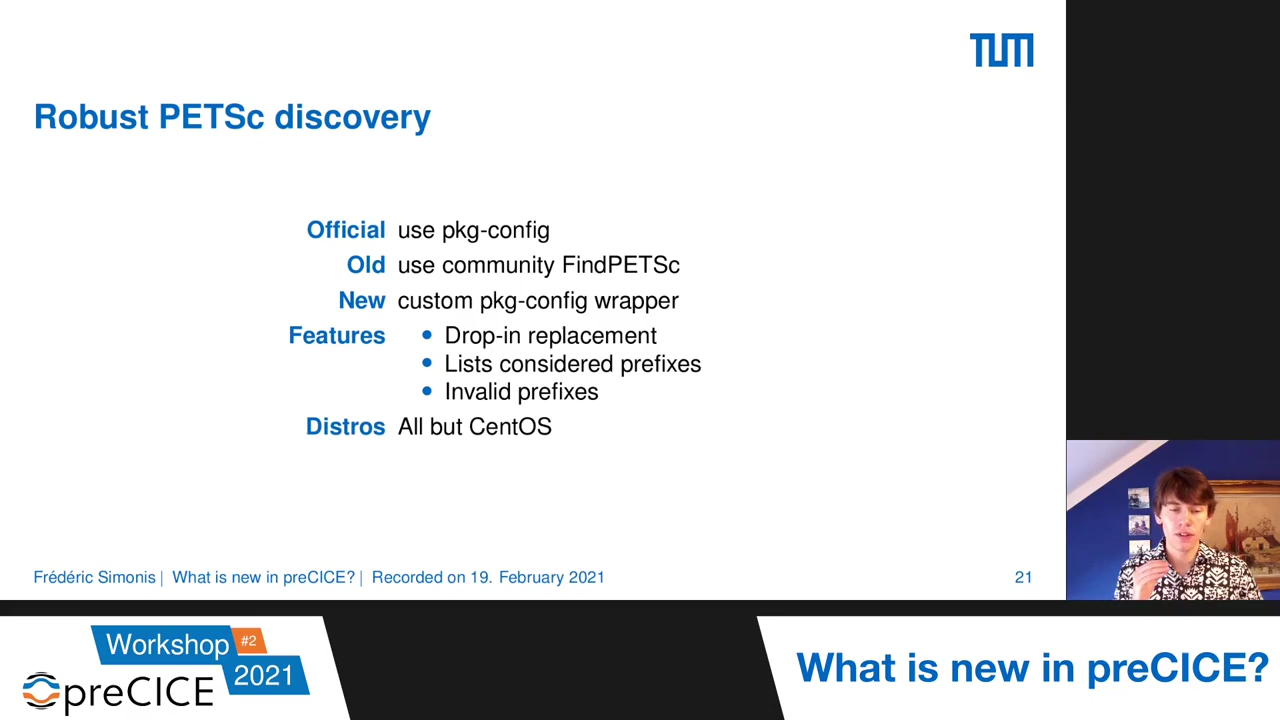 TUM
Robust PETSc discovery
Official use pkg-config
Old use community FindPETSc
New custom pkg-config wrapper
Features • Drop-in replacement
• Lists considered prefixes
• Invalid prefixes
Distros All but CentOS
Frédéric Simonis | What is new in preCICE? | Recorded on 19. February 2021
21
Workshop #2
2021
preCICE
What is new in preCICE?